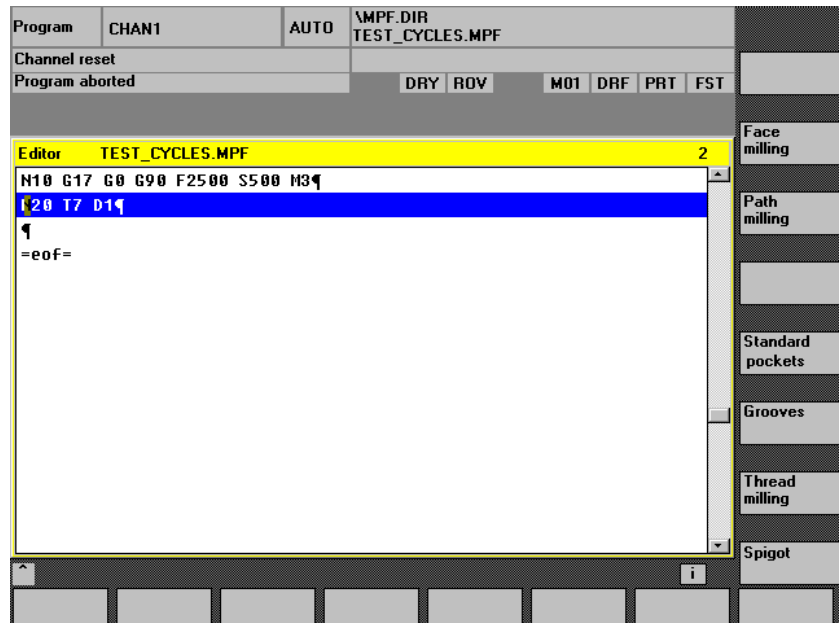 Program CHAN1 AUTO \MPF.DIR
TEST_CYCLES.MPF
Channel reset
Program aborted DRY ROV M01 DRF PRT FST
Editor TEST_CYCLES.MPF 2
N10 G17 G0 G90 F2500 S500 M3¶
N20 T7 D1¶
¶
=eof=
Face
milling
Path
milling
Standard
pockets
Grooves
Thread
milling
Spigot
^ i